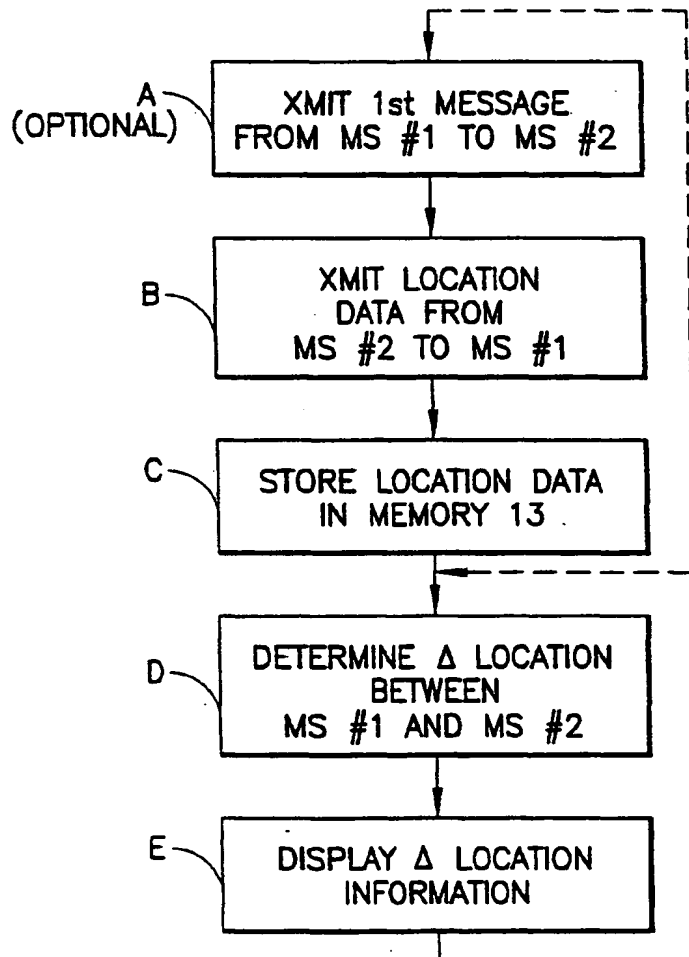 A
(OPTIONAL)
XMIT 1st MESSAGE
FROM MS #1 TO MS #2
B
XMIT LOCATION
DATA FROM
MS #2 TO MS #1
C
STORE LOCATION DATA
IN MEMORY 13
D
DETERMINE Δ LOCATION
BETWEEN
MS #1 AND MS #2
E
DISPLAY Δ LOCATION
INFORMATION